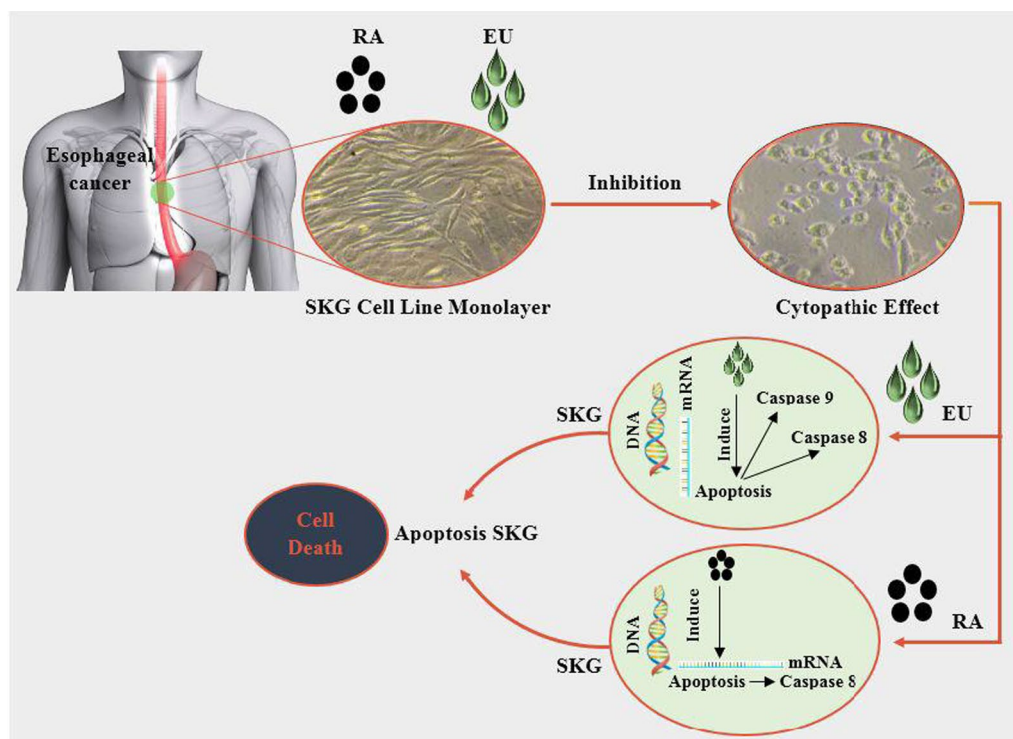 RA
EU
Esophageal
cancer
Inhibition
SKG Cell Line Monolayer
Cytopathic Effect
SKG
DNA
mRNA
Induce
Caspase 9
Caspase 8
Apoptosis
EU
Cell
Death
Apoptosis SKG
SKG
DNA
Induce
mRNA
Apoptosis
Caspase 8
RA